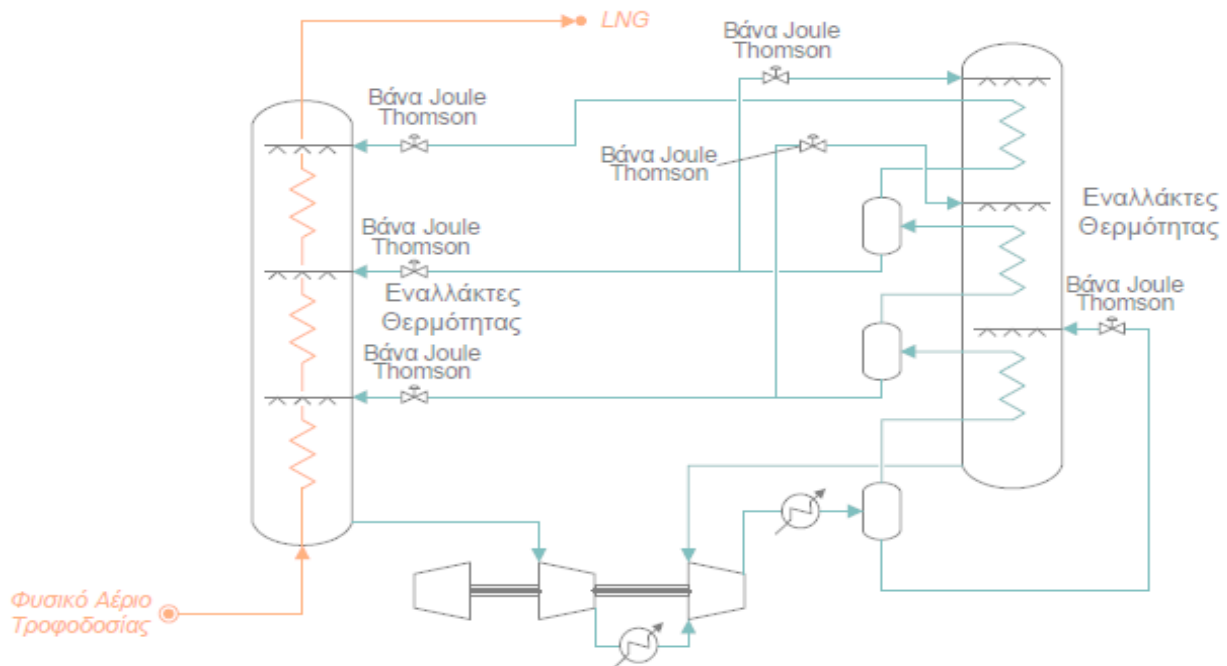 LNG
Βάνα Joule
Thomson
Βάνα Joule
Thomson
Βάνα Joule
Thomson
Εναλλάκτες
Θερμότητας
Βάνα Joule
Thomson
Εναλλάκτες
Θερμότητας
Βάνα Joule
Thomson
Βάνα Joule
Thomson
Φυσικό Αέριο
Τροφοδοσίας